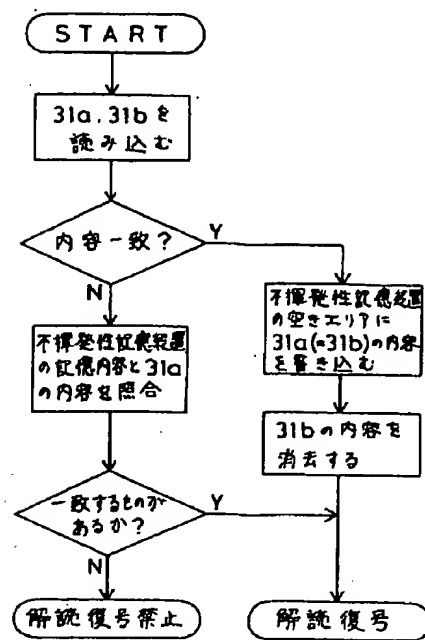 START
31a, 31bを
読み込む
内容一致?
Y
N
不揮発性記憶装置
の記憶内容と31a
の内容を照合
不揮発性記憶装置
の空きエリアに
31a(=31b)の内容
を書き込む
31bの内容を
消去する
一致するものが
あるか?
Y
N
解読復号禁止
解読復号